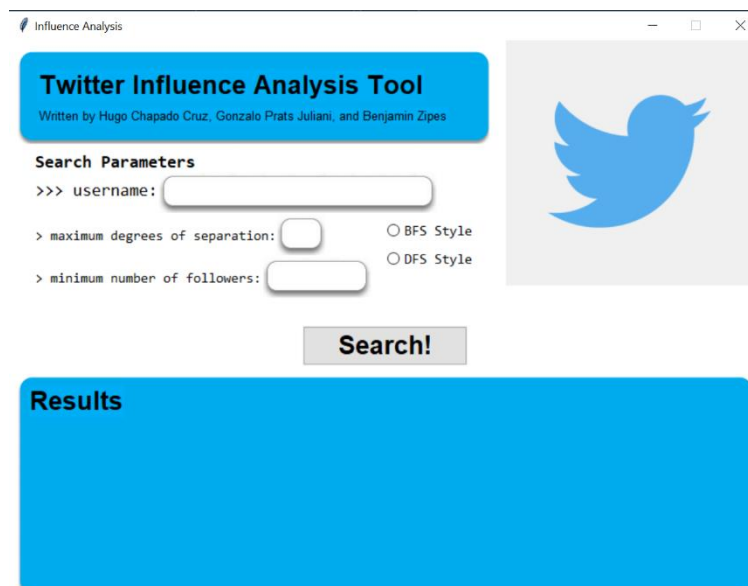 Influence Analysis
Twitter Influence Analysis Tool
Written by Hugo Chapado Cruz, Gonzalo Prats Juliani, and Benjamin Zipes
Search Parameters
>>> username:
> maximum degrees of separation:
BFS Style
DFS Style
> minimum number of followers:
Search!
Results